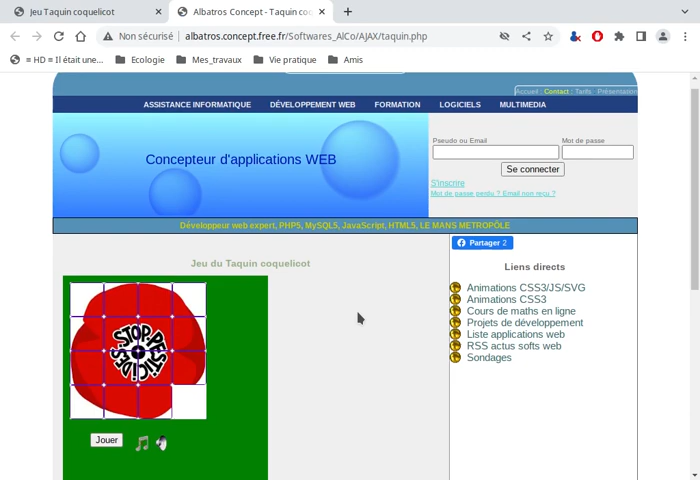 Jeu Taquin coquelicot
Albatros Concept - Taquin co
Non sécurisé
albatros.concept.free.fr/Softwares_AlCo/AJAX/taquin.php
= HD = Il était une...
Ecologie
Mes_travaux
Vie pratique
Amis
Accueil : Contact : Tarifs : Présentation
ASSISTANCE INFORMATIQUE DÉVELOPPEMENT WEB FORMATION LOGICIELS MULTIMEDIA
Concepteur d'applications WEB
Pseudo ou Email
Mot de passe
Se connecter
S'inscrire
Mot de passe perdu ? Email non reçu ?
Développeur web expert, PHP5, MySQL5, JavaScript, HTML5, LE MANS METROPÔLE
Partager 2
Jeu du Taquin coquelicot
STOP PESTICIDES
Jouer
Liens directs
Animations CSS3/JS/SVG
Animations CSS3
Cours de maths en ligne
Projets de développement
Liste applications web
RSS actus softs web
Sondages